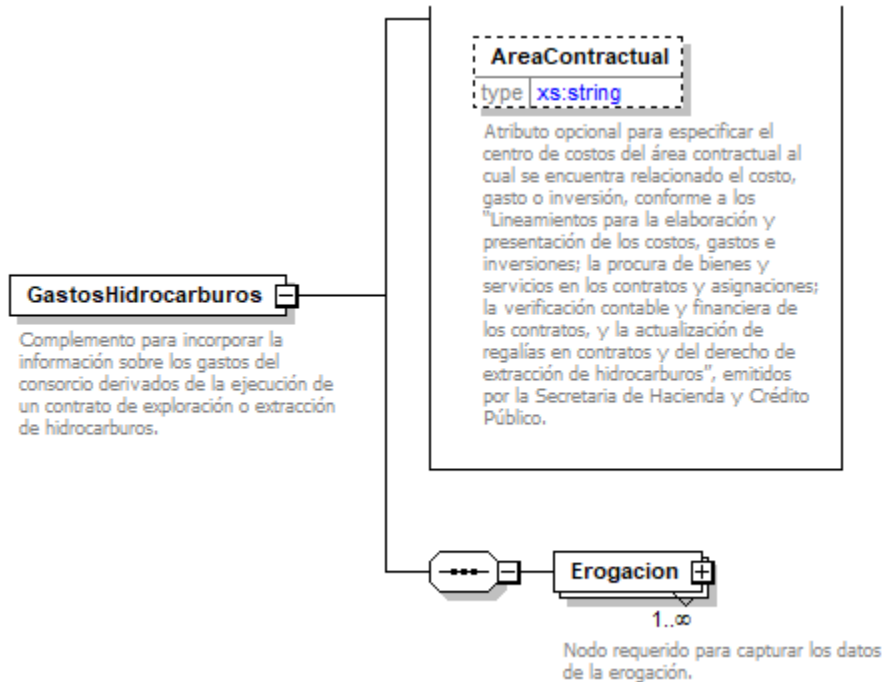 AreaContractual
type xs:string
Atributo opcional para especificar el
centro de costos del área contractual al
cual se encuentra relacionado el costo,
gasto o inversión, conforme a los
"Lineamientos para la elaboración y
presentación de los costos, gastos e
inversiones; la procura de bienes y
servicios en los contratos y asignaciones;
la verificación contable y financiera de
los contratos, y la actualización de
regalías en contratos y del derecho de
extracción de hidrocarburos", emitidos
por la Secretaria de Hacienda y Crédito
Público.
GastosHidrocarburos
Complemento para incorporar la
información sobre los gastos del
consorcio derivados de la ejecución de
un contrato de exploración o extracción
de hidrocarburos.
Erogacion
1..∞
Nodo requerido para capturar los datos
de la erogación.